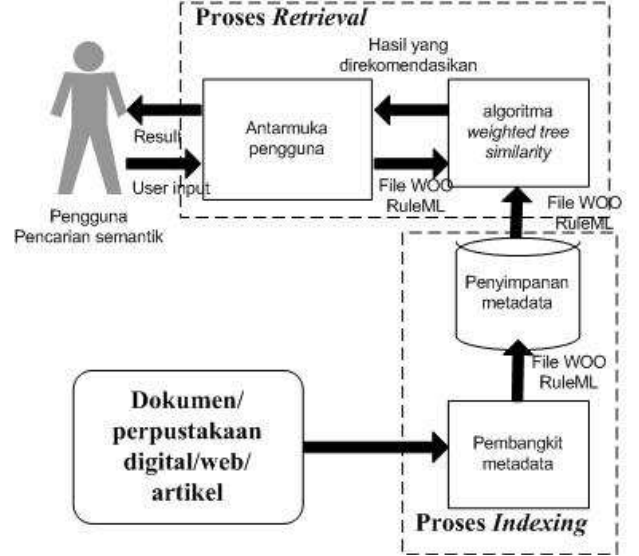 Proses Retrieval
Hasil yang
direkomendasikan
Antarmuka
pengguna
algoritma
weighted tree
similarity
Result
User input
File WOO
RuleML
File WOO
RuleML
Pengguna
Pencarian semantik
Penyimpanan
metadata
File WOO
RuleML
Dokumen/
perpustakaan
digital/web/
artikel
Pembangkit
metadata
Proses Indexing